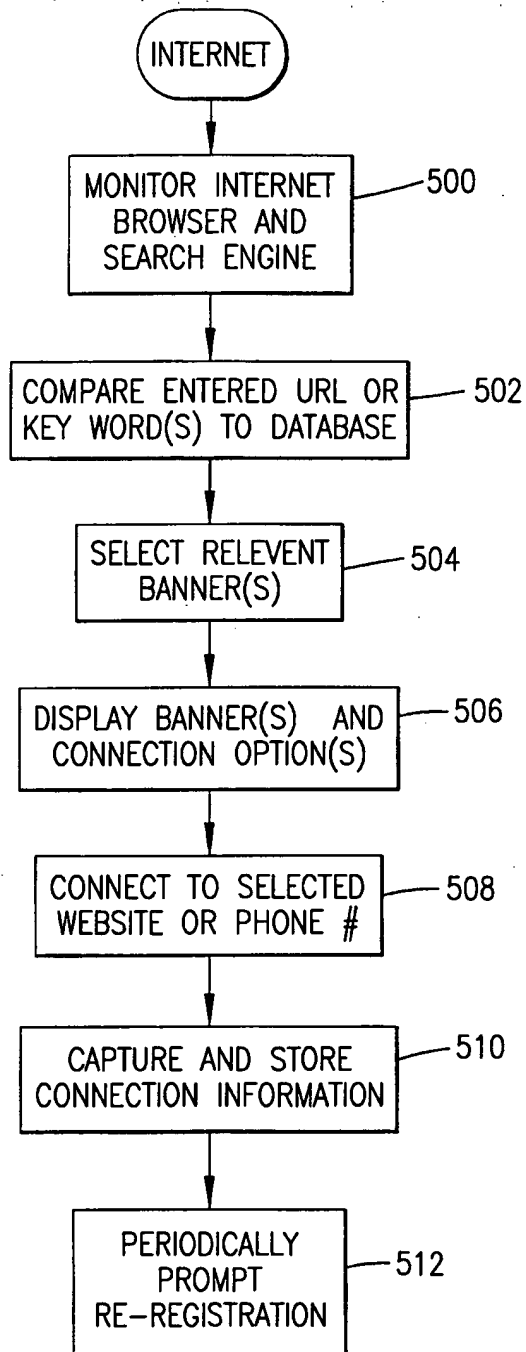 INTERNET
MONITOR INTERNET
BROWSER AND
SEARCH ENGINE
500
COMPARE ENTERED URL OR
KEY WORD(S) TO DATABASE
502
SELECT RELEVENT
BANNER(S)
504
DISPLAY BANNER(S) AND
CONNECTION OPTION(S)
506
CONNECT TO SELECTED
WEBSITE OR PHONE #
508
CAPTURE AND STORE
CONNECTION INFORMATION
510
PERIODICALLY
PROMPT
RE-REGISTRATION
512